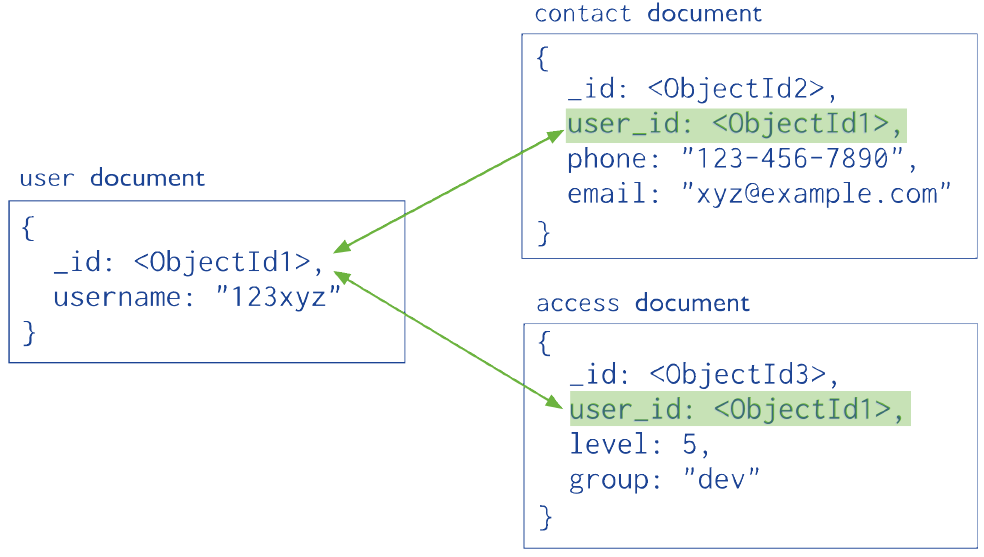 user document
{
  _id: <ObjectId1>,
  username: "123xyz"
}
contact document
{
  _id: <ObjectId2>,
  user_id: <ObjectId1>,
  phone: "123-456-7890",
  email: "xyz@example.com"
}
access document
{
  _id: <ObjectId3>,
  user_id: <ObjectId1>,
  level: 5,
  group: "dev"
}